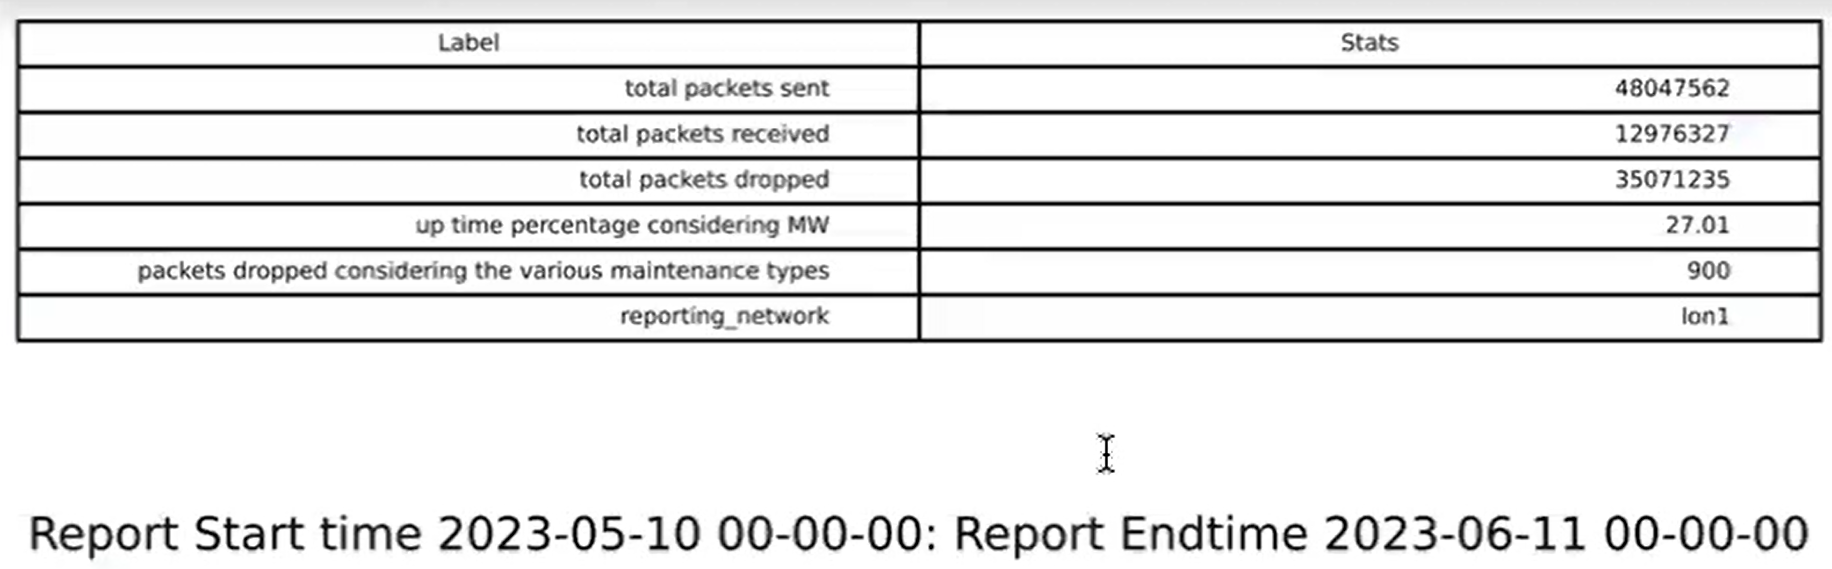 Label Stats
total packets sent 48047562
total packets received 12976327
total packets dropped 35071235
up time percentage considering MW 27.01
packets dropped considering the various maintenance types 900
reporting_network lon1
Report Start time 2023-05-10 00-00-00: Report Endtime 2023-06-11 00-00-00